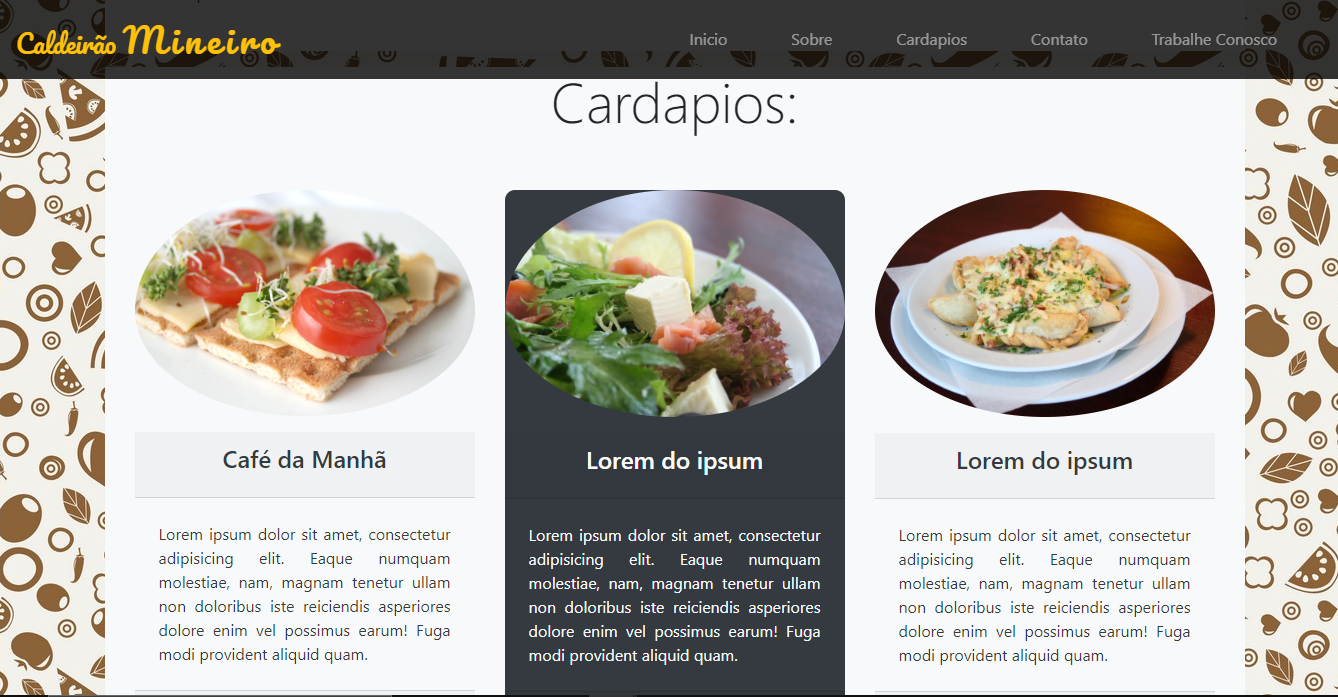 Caldeirão Mineiro
Inicio Sobre Cardapios Contato Trabalhe Conosco
Cardapios:
Café da Manhã
Lorem ipsum dolor sit amet, consectetur
adipisicing elit. Eaque numquam
molestiae, nam, magnam tenetur ullam
non doloribus iste reiciendis asperiores
dolore enim vel possimus earum! Fuga
modi provident aliquid quam.
Lorem do ipsum
Lorem ipsum dolor sit amet, consectetur
adipisicing elit. Eaque numquam
molestiae, nam, magnam tenetur ullam
non doloribus iste reiciendis asperiores
dolore enim vel possimus earum! Fuga
modi provident aliquid quam.
Lorem do ipsum
Lorem ipsum dolor sit amet, consectetur
adipisicing elit. Eaque numquam
molestiae, nam, magnam tenetur ullam
non doloribus iste reiciendis asperiores
dolore enim vel possimus earum! Fuga
modi provident aliquid quam.